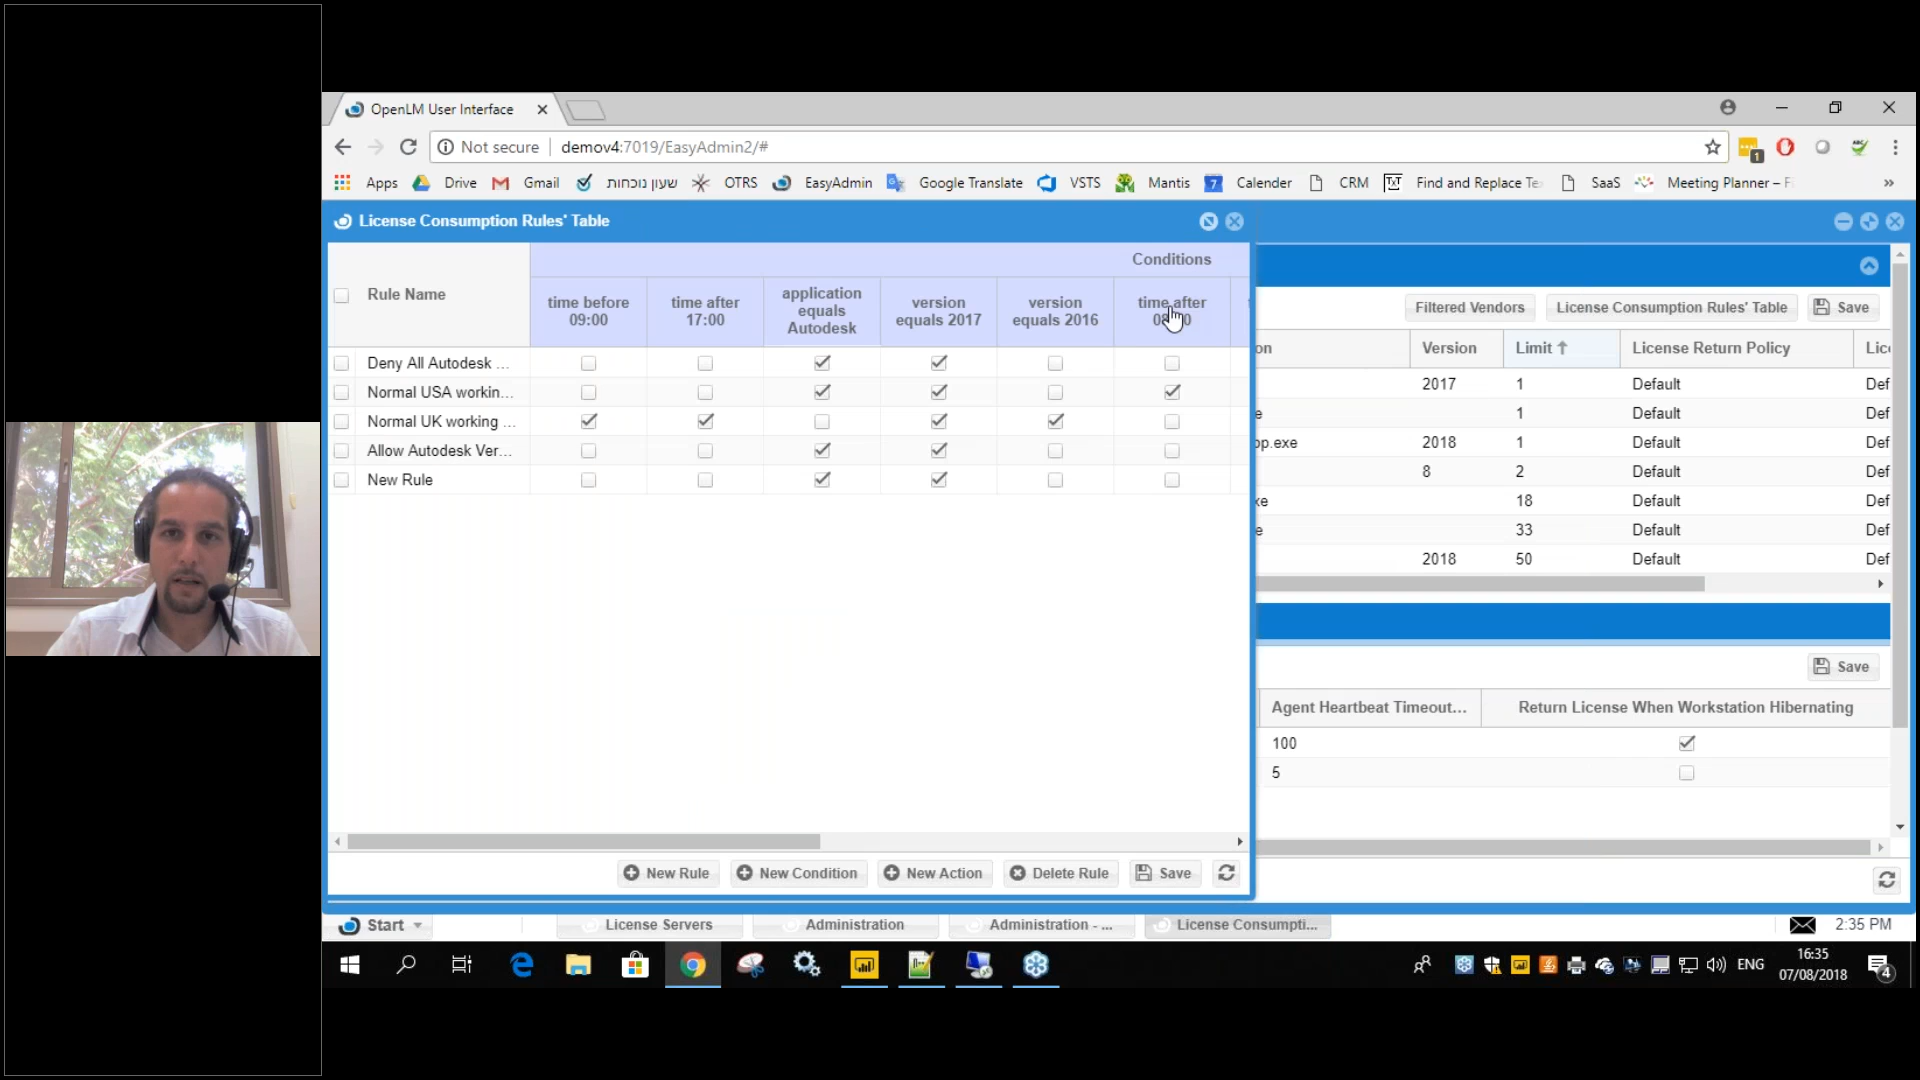 OpenLM User Interface
Not secure
demov4:7019/EasyAdmin2/#
1
Apps
Drive
Gmail
שעון נוכחות
OTRS
EasyAdmin
Google Translate
VSTS
Mantis
7
Calender
CRM
Find and Replace Te
SaaS
Meeting Planner – F
»
License Consumption Rules' Table
Rule Name
Conditions
time before
09:00
time after
17:00
application
equals
Autodesk
version
equals 2017
version
equals 2016
time after
Deny All Autodesk ...
Normal USA workin...
Normal UK working ...
Allow Autodesk Ver...
New Rule
New Rule
New Condition
New Action
Delete Rule
Save
Filtered Vendors
License Consumption Rules' Table
Save
on
Version
Limit
License Return Policy
Lic
2017
1
Default
Def
e
1
Default
Def
op.exe
2018
1
Default
Def
8
2
Default
Def
xe
18
Default
Def
e
33
Default
Def
2018
50
Default
Def
Save
Agent Heartbeat Timeout...
Return License When Workstation Hibernating
100
5
Start
License Servers
Administration
Administration - ...
License Consumpti...
2:35 PM
ENG
16:35
07/08/2018
4